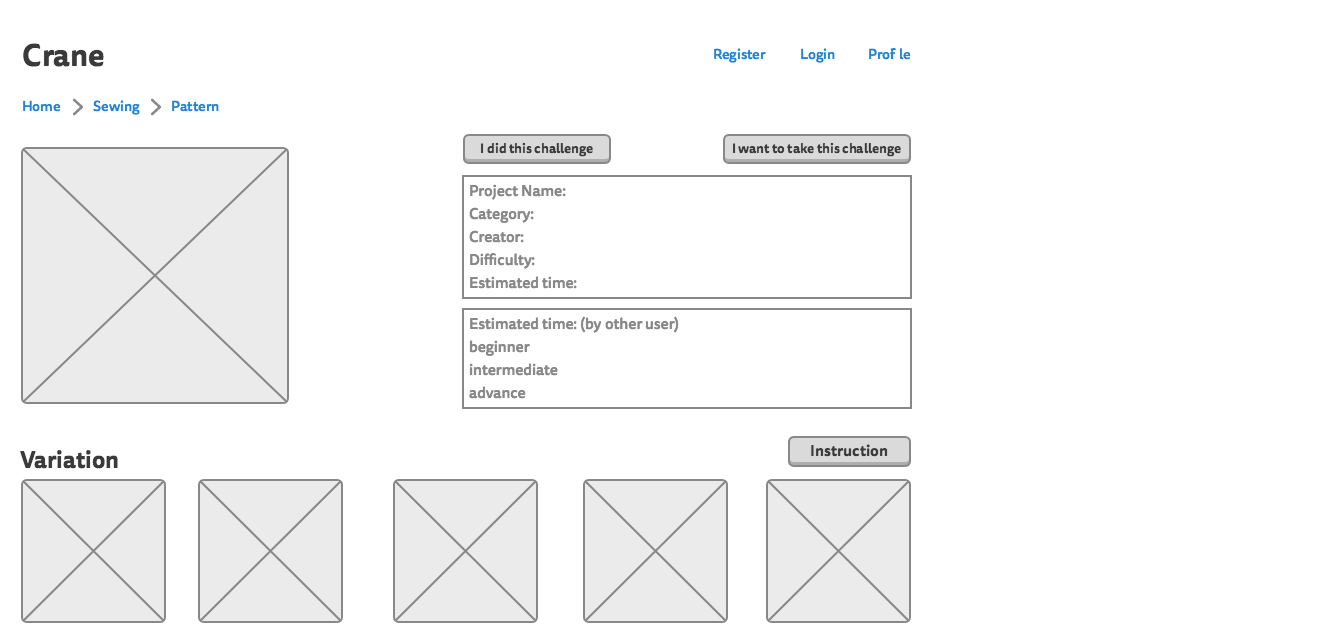 Crane
Register Login Prof le
Home Sewing Pattern
I did this challenge
I want to take this challenge
Project Name:
Category:
Creator:
Difficulty:
Estimated time:
Estimated time: (by other user)
beginner
intermediate
advance
Variation
Instruction